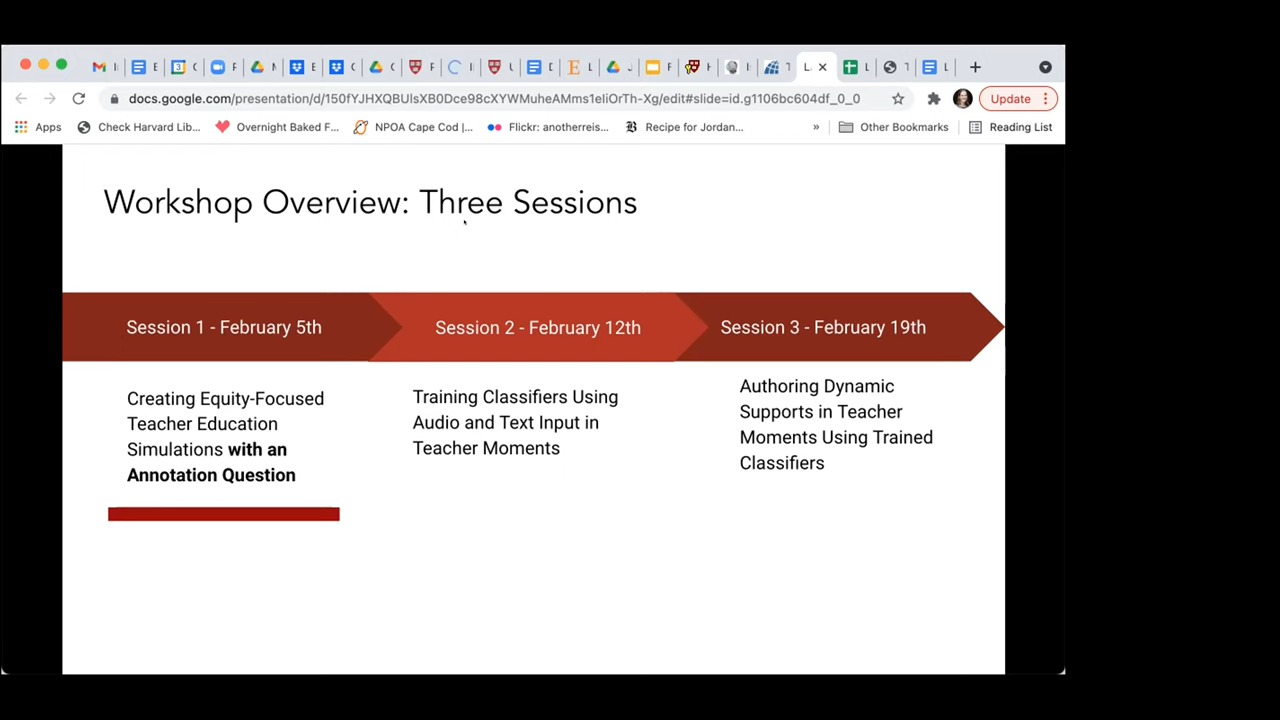 docs.google.com/presentation/d/150fYJHXQBUlsXB0Dce98cXYWMuheAMms1eIiOrTh-Xg/edit#slide=id.g1106bc604df_0_0
Update
Apps
Check Harvard Lib...
Overnight Baked F...
NPOA Cape Cod |...
Flickr: anotherreis...
Recipe for Jordan...
»
Other Bookmarks
Reading List
Workshop Overview: Three Sessions
Session 1 - February 5th
Session 2 - February 12th
Session 3 - February 19th
Creating Equity-Focused
Teacher Education
Simulations with an
Annotation Question
Training Classifiers Using
Audio and Text Input in
Teacher Moments
Authoring Dynamic
Supports in Teacher
Moments Using Trained
Classifiers